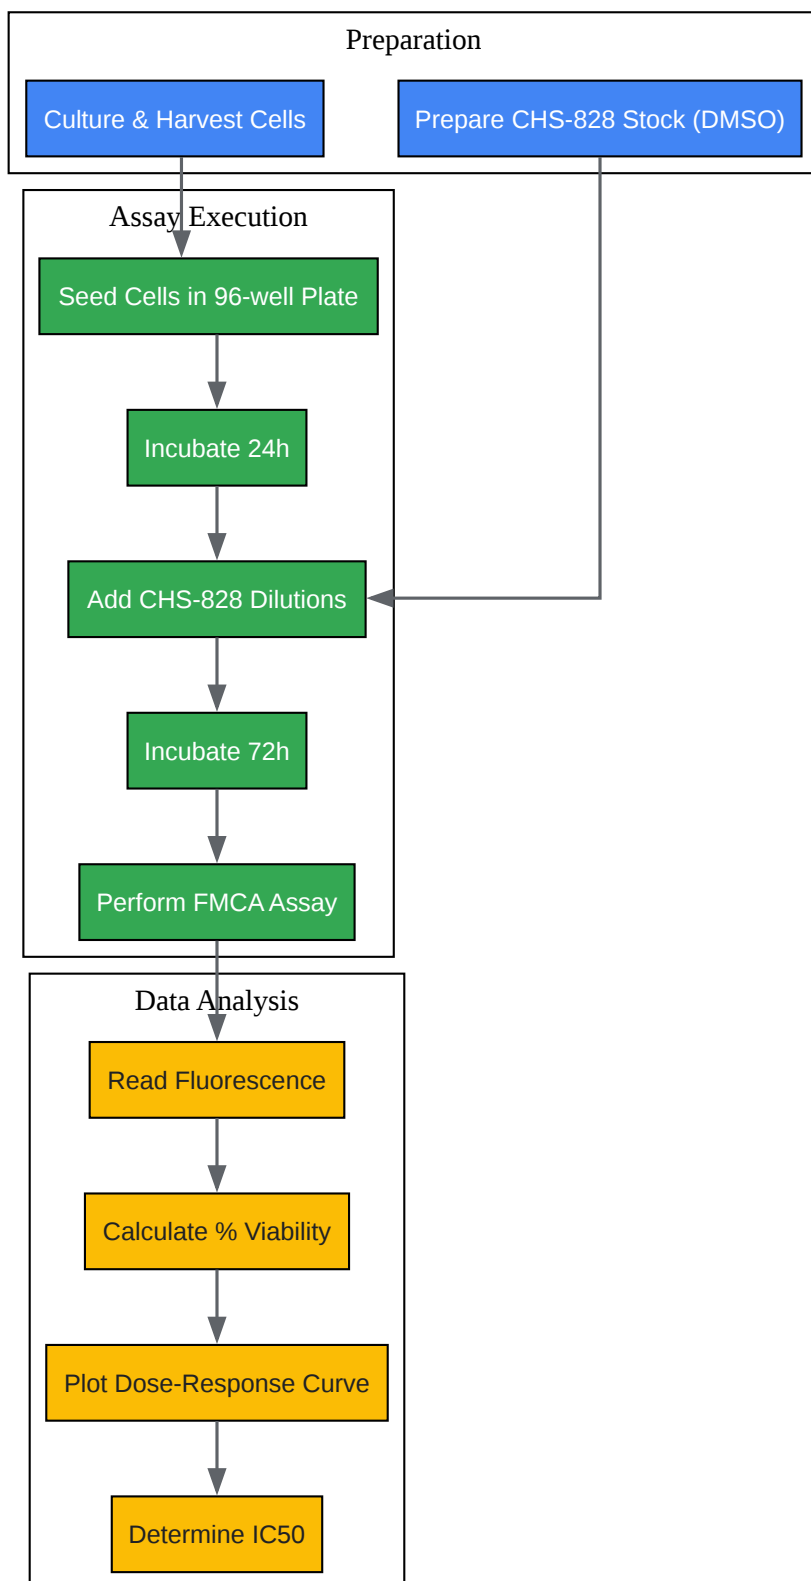 Preparation
Culture & Harvest Cells
Prepare CHS-828 Stock (DMSO)
Assay Execution
Seed Cells in 96-well Plate
Incubate 24h
Add CHS-828 Dilutions
Incubate 72h
Perform FMCA Assay
Data Analysis
Read Fluorescence
Calculate % Viability
Plot Dose-Response Curve
Determine IC50